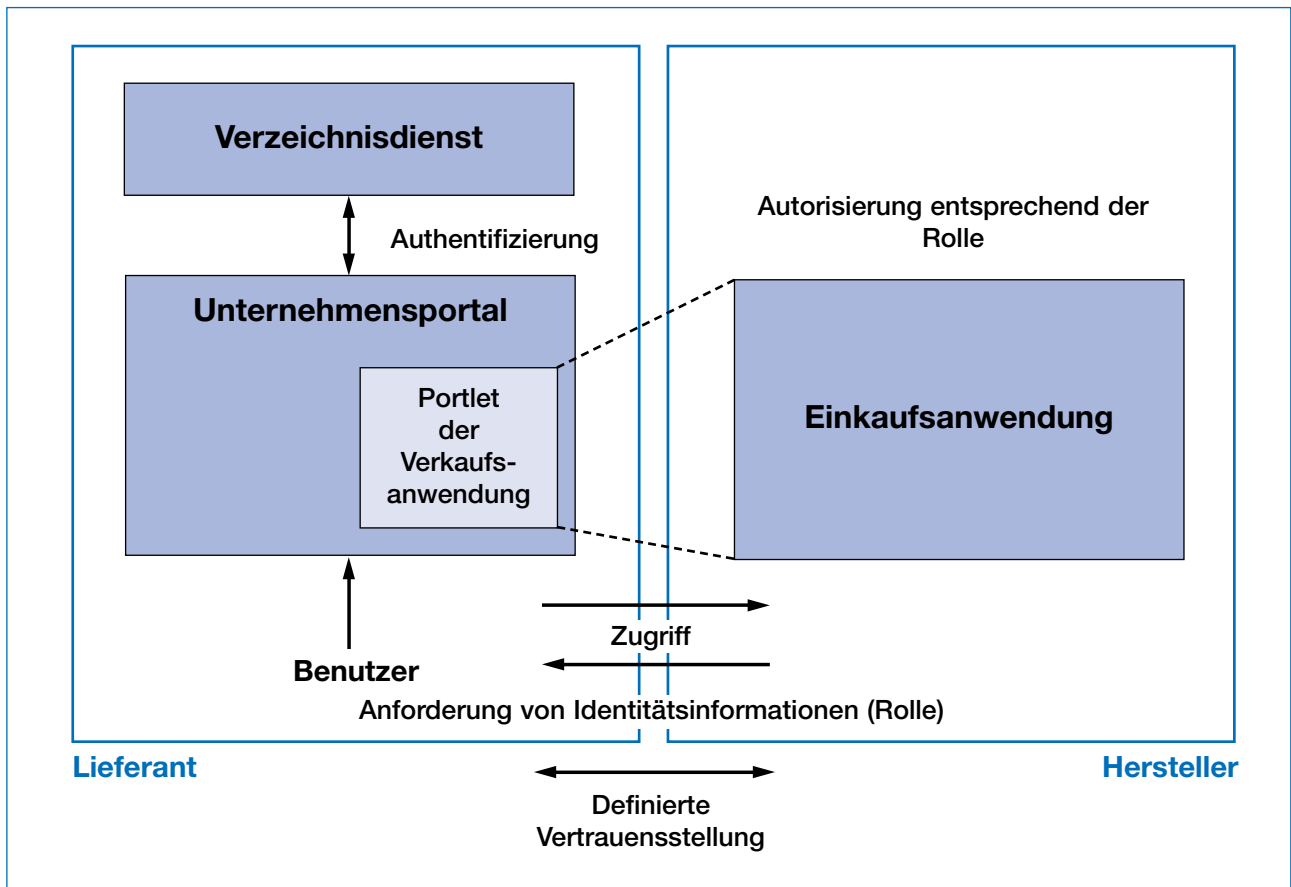 Verzeichnisdienst
Authentifizierung
Unternehmensportal
Portlet
der
Verkaufs-
anwendung
Benutzer
Autorisierung entsprechend der
Rolle
Einkaufsanwendung
Zugriff
Anforderung von Identitätsinformationen (Rolle)
Lieferant
Hersteller
Definierte
Vertrauensstellung